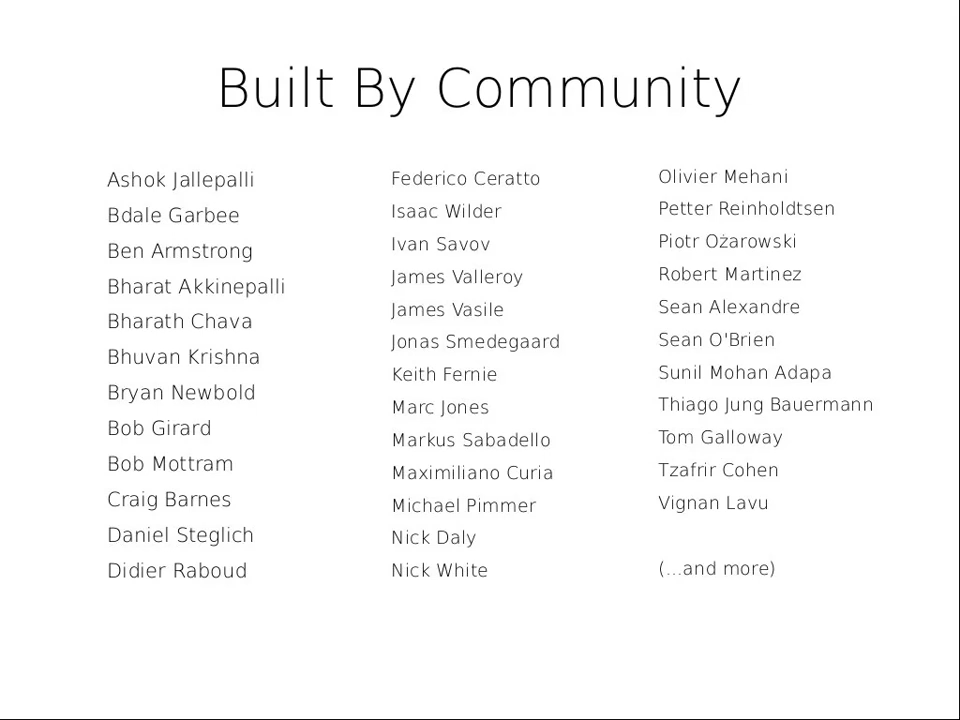 Built By Community
Ashok Jallepalli
Bdale Garbee
Ben Armstrong
Bharat Akkinepalli
Bharath Chava
Bhuvan Krishna
Bryan Newbold
Bob Girard
Bob Mottram
Craig Barnes
Daniel Steglich
Didier Raboud
Federico Ceratto
Isaac Wilder
Ivan Savov
James Valleroy
James Vasile
Jonas Smedegaard
Keith Fernie
Marc Jones
Markus Sabadello
Maximiliano Curia
Michael Pimmer
Nick Daly
Nick White
Olivier Mehani
Petter Reinholdtsen
Piotr Ożarowski
Robert Martinez
Sean Alexandre
Sean O'Brien
Sunil Mohan Adapa
Thiago Jung Bauermann
Tom Galloway
Tzafrir Cohen
Vignan Lavu
(...and more)